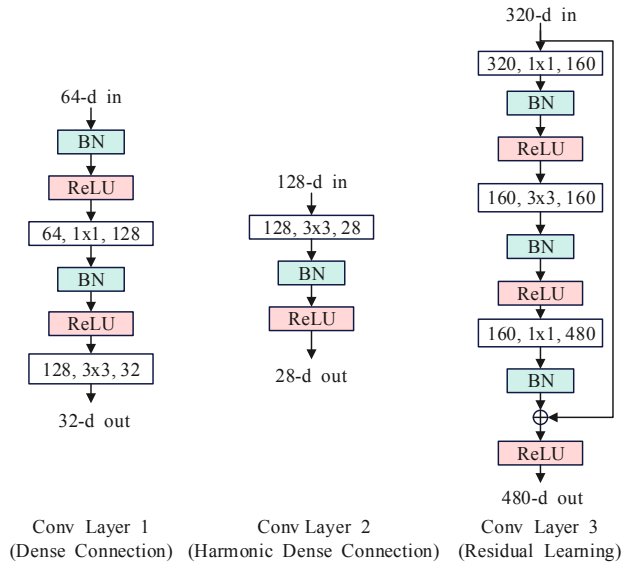 64-d in
BN
ReLU
64, 1x1, 128
BN
ReLU
128, 3x3, 32
32-d out
Conv Layer 1
(Dense Connection)
128-d in
128, 3x3, 28
BN
ReLU
28-d out
Conv Layer 2
(Harmonic Dense Connection)
320-d in
320, 1x1, 160
BN
ReLU
160, 3x3, 160
BN
ReLU
160, 1x1, 480
BN
ReLU
480-d out
Conv Layer 3
(Residual Learning)